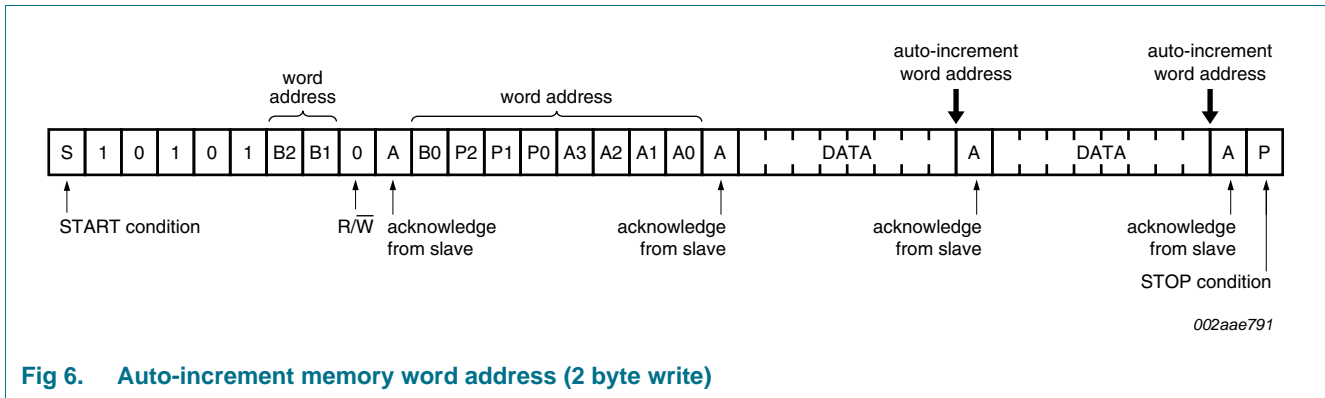 auto-increment
word address
auto-increment
word address
word
address
word address
S 1 0 1 0 1 B2 B1 0 A B0 P2 P1 P0 A3 A2 A1 A0 A DATA A DATA A P
START condition
R/W̅
acknowledge
from slave
acknowledge
from slave
acknowledge
from slave
acknowledge
from slave
STOP condition
002aae791
Fig 6. Auto-increment memory word address (2 byte write)